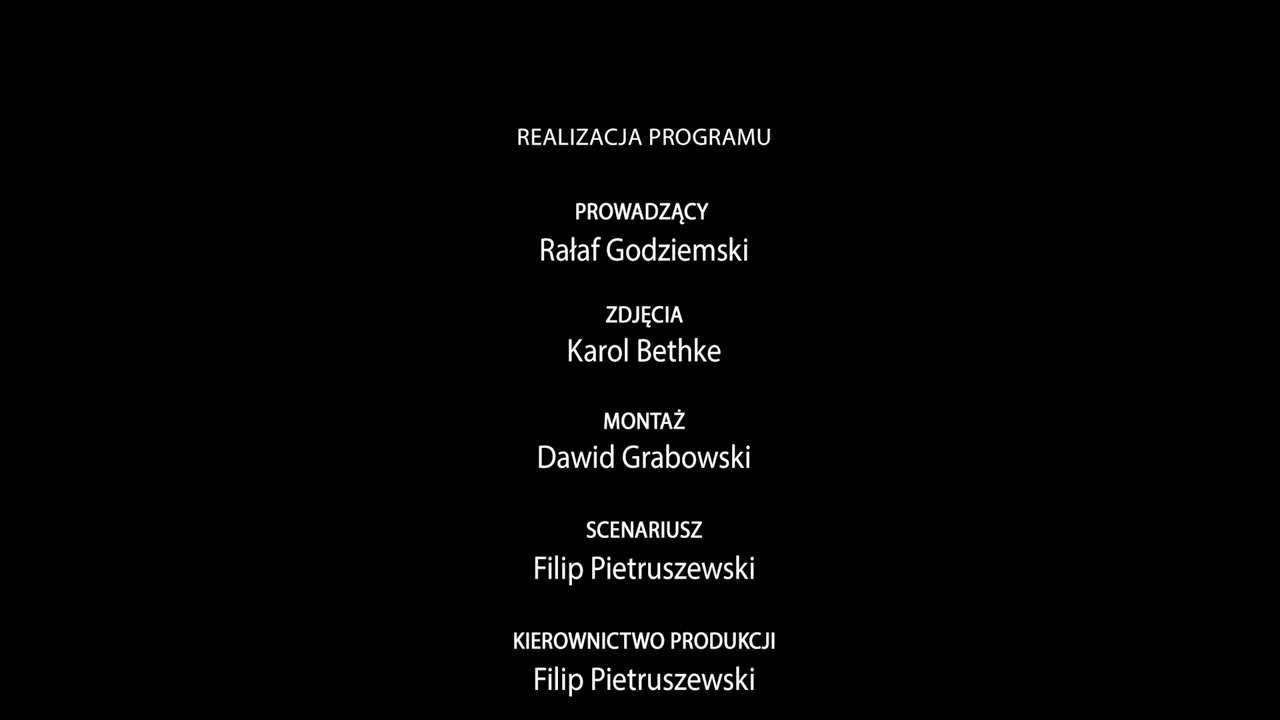 REALIZACJA PROGRAMU
PROWADZĄCY
Rałaf Godziemski
ZDJĘCIA
Karol Bethke
MONTAŻ
Dawid Grabowski
SCENARIUSZ
Filip Pietruszewski
KIEROWNICTWO PRODUKCJI
Filip Pietruszewski